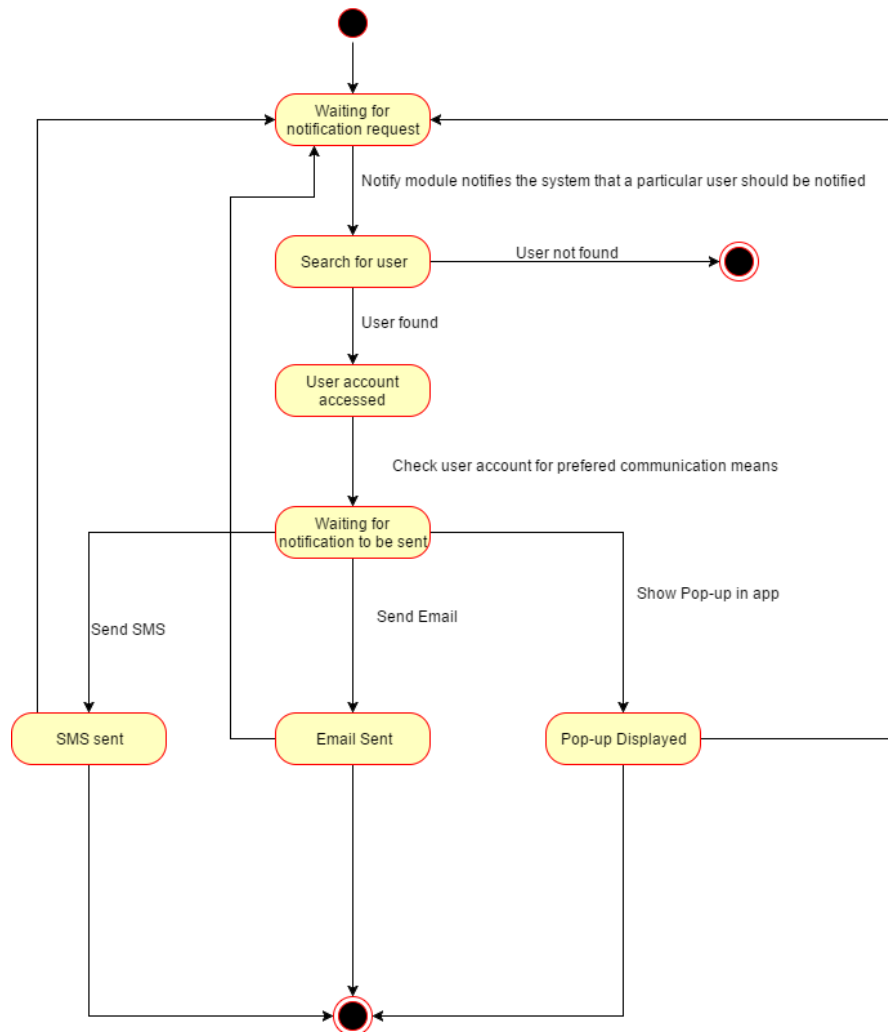 Waiting for
notification request
Notify module notifies the system that a particular user should be notified
Search for user
User not found
User found
User account
accessed
Check user account for prefered communication means
Waiting for
notification to be sent
Send SMS
Send Email
Show Pop-up in app
SMS sent
Email Sent
Pop-up Displayed